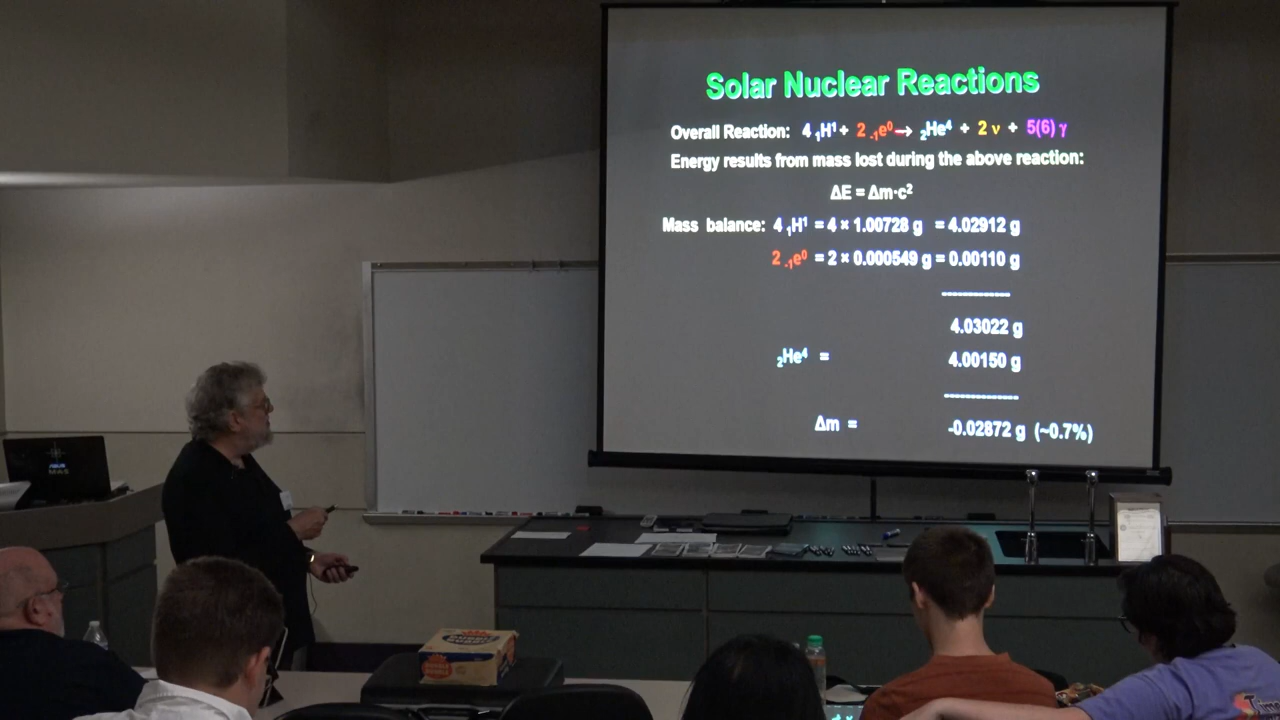 Solar Nuclear Reactions
Overall Reaction: 4 ₁H¹ + 2 ₋₁e⁰ → ₂He⁴ + 2 ν + 5(6) γ
Energy results from mass lost during the above reaction:
ΔE = Δm·c²
Mass balance: 4 ₁H¹ = 4 × 1.00728 g = 4.02912 g
2 ₋₁e⁰ = 2 × 0.000549 g = 0.00110 g
------------
4.03022 g
₂He⁴ = 4.00150 g
-------------
Δm = -0.02872 g (~0.7%)
ASUS